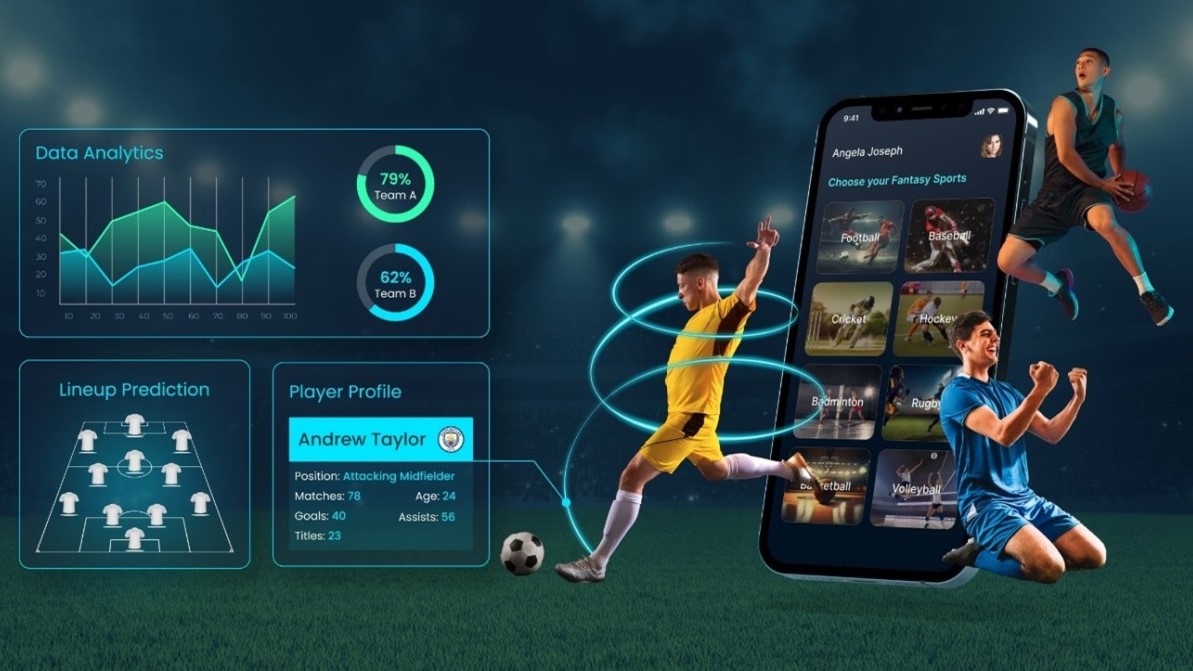 Data Analytics
70
60
50
40
30
20
10
10 20 30 40 50 60 70 80 90 100
79%
Team A
62%
Team B
Lineup Prediction
Player Profile
Andrew Taylor
Position: Attacking Midfielder
Matches: 78 Age: 24
Goals: 40 Assists: 56
Titles: 23
9:41
Angela Joseph
Choose your Fantasy Sports
Football Baseball
Cricket Hockey
Badminton Rugby
Volleyball